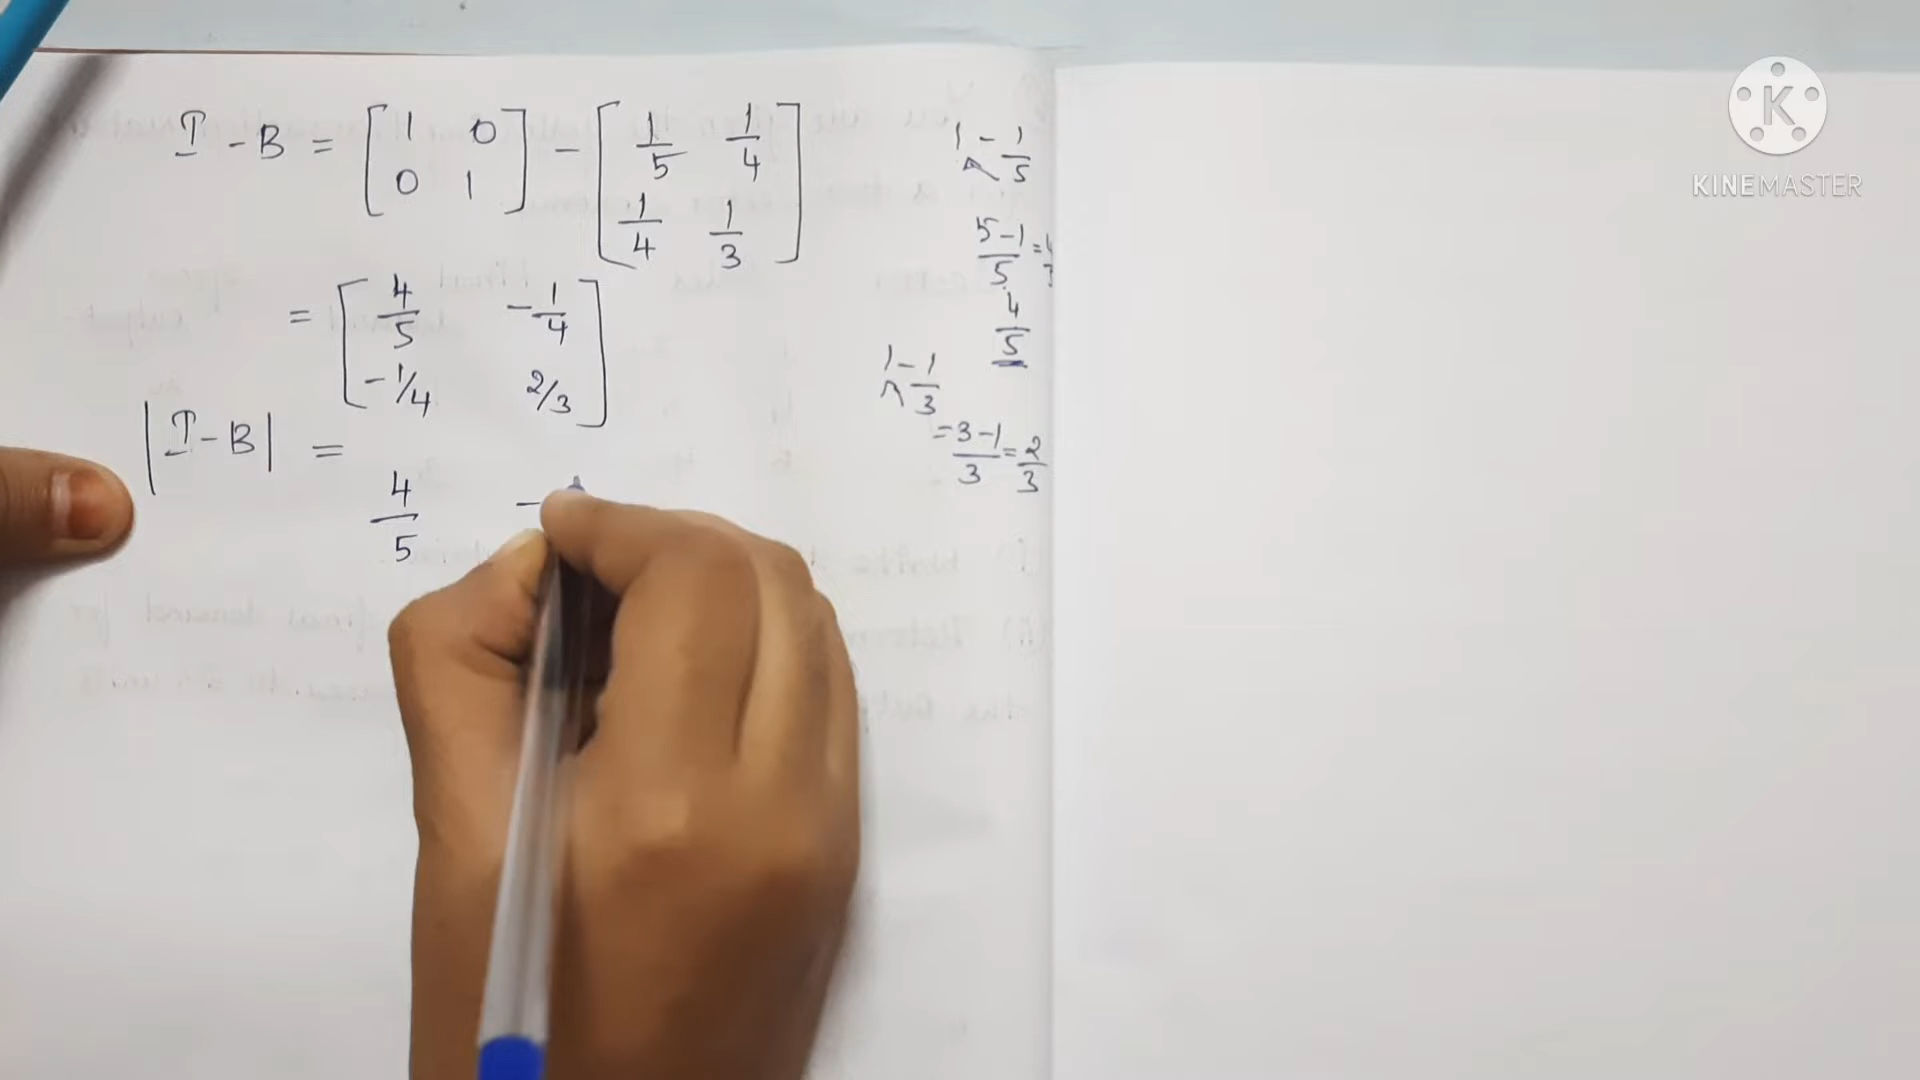 I - B = [1 0 0 1] - [1/5 1/4 1/4 1/3]
= [4/5 -1/4 -1/4 2/3]
|I-B| =
4/5 -
1 - 1/5
5-1/5 =
4/5
1-1/3
= 3-1/3 = 2/3
K
KINEMASTER